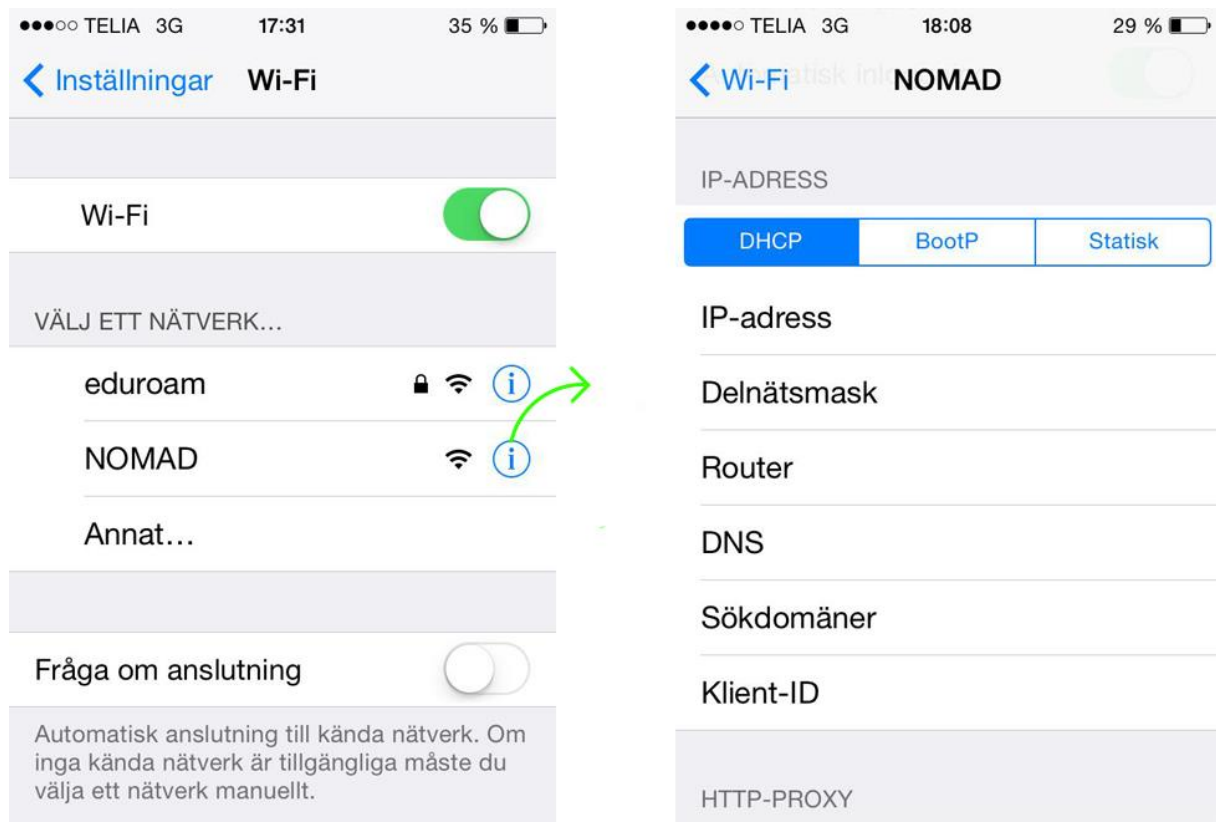 TELIA 3G 17:31 35 %
Inställningar Wi-Fi
Wi-Fi
VÄLJ ETT NÄTVERK...
eduroam
NOMAD
Annat...
Fråga om anslutning
Automatisk anslutning till kända nätverk. Om
inga kända nätverk är tillgängliga måste du
välja ett nätverk manuellt.
TELIA 3G 18:08 29 %
Wi-Fi NOMAD
IP-ADRESS
DHCP BootP Statisk
IP-adress
Delnätsmask
Router
DNS
Sökdomäner
Klient-ID
HTTP-PROXY